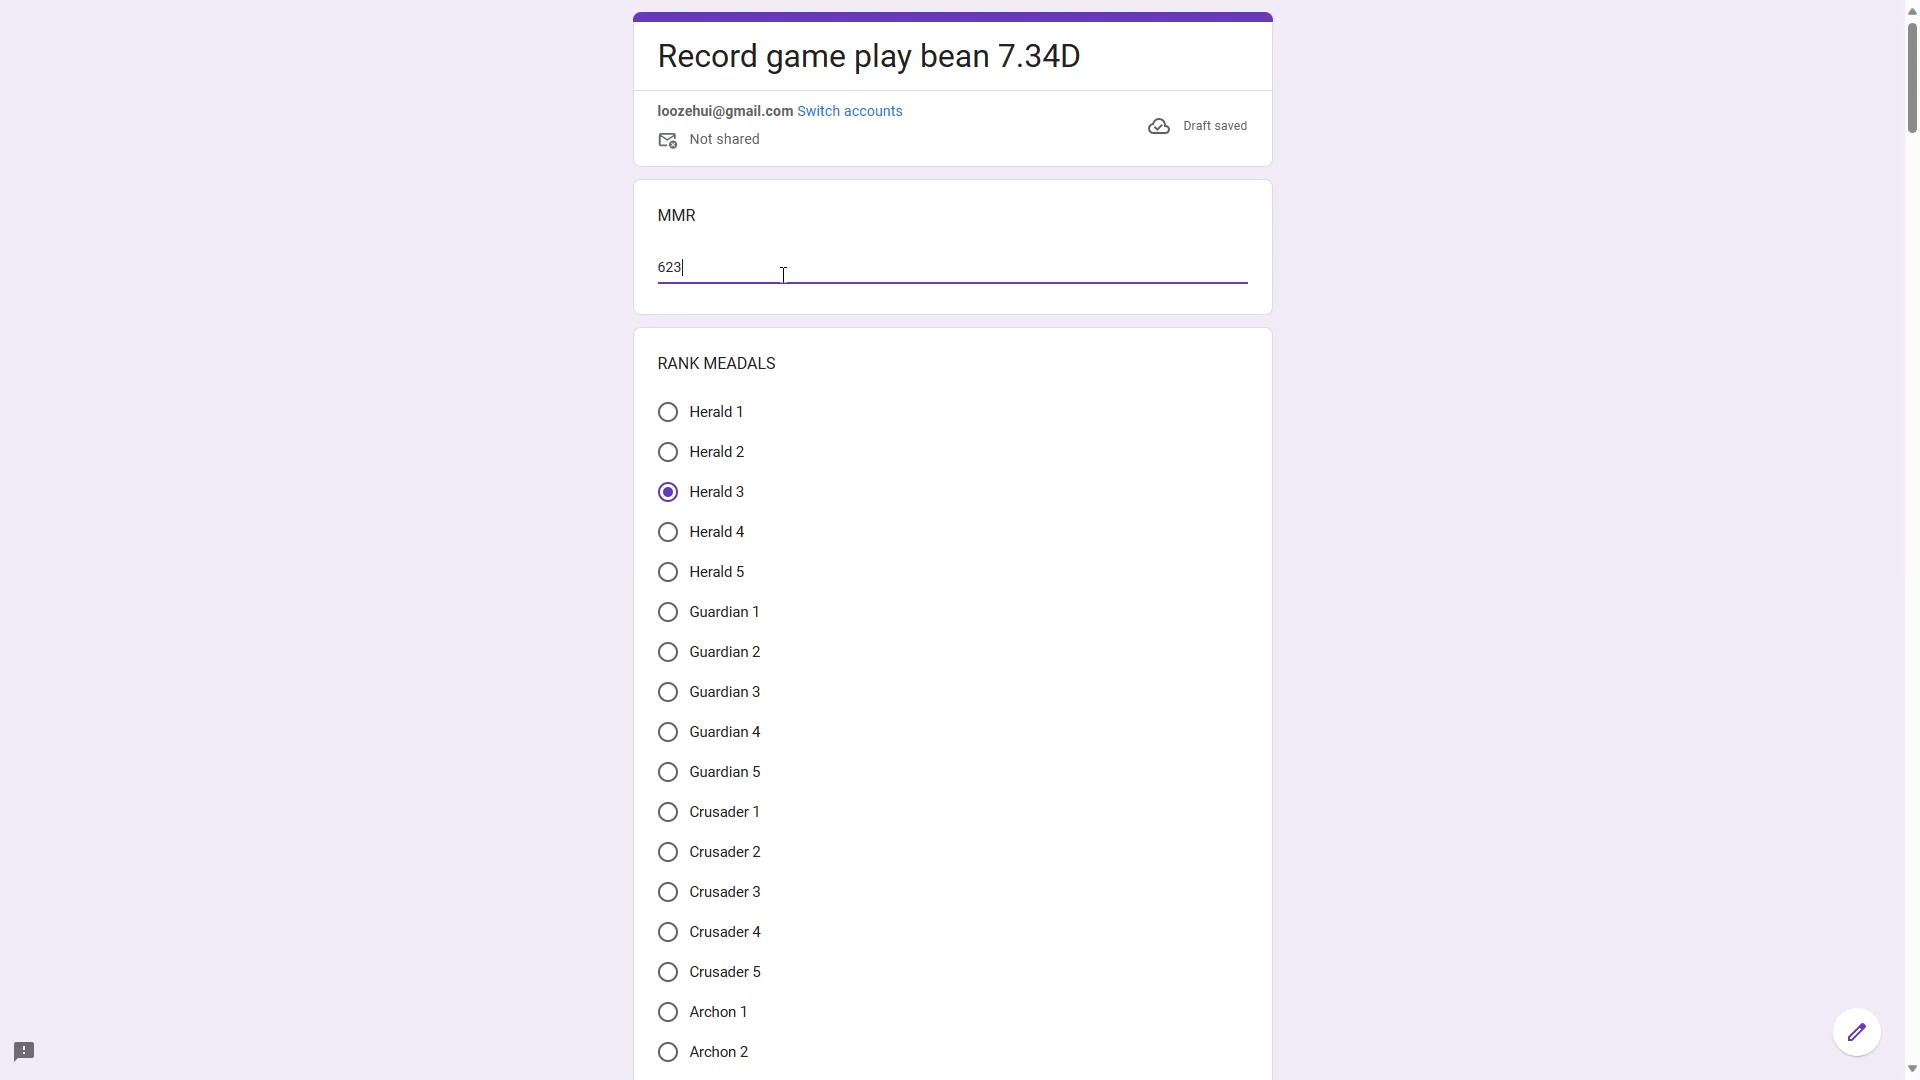 Record game play bean 7.34D
loozehui@gmail.com Switch accounts
Not shared
Draft saved
MMR
623
RANK MEADALS
Herald 1
Herald 2
Herald 3
Herald 4
Herald 5
Guardian 1
Guardian 2
Guardian 3
Guardian 4
Guardian 5
Crusader 1
Crusader 2
Crusader 3
Crusader 4
Crusader 5
Archon 1
Archon 2